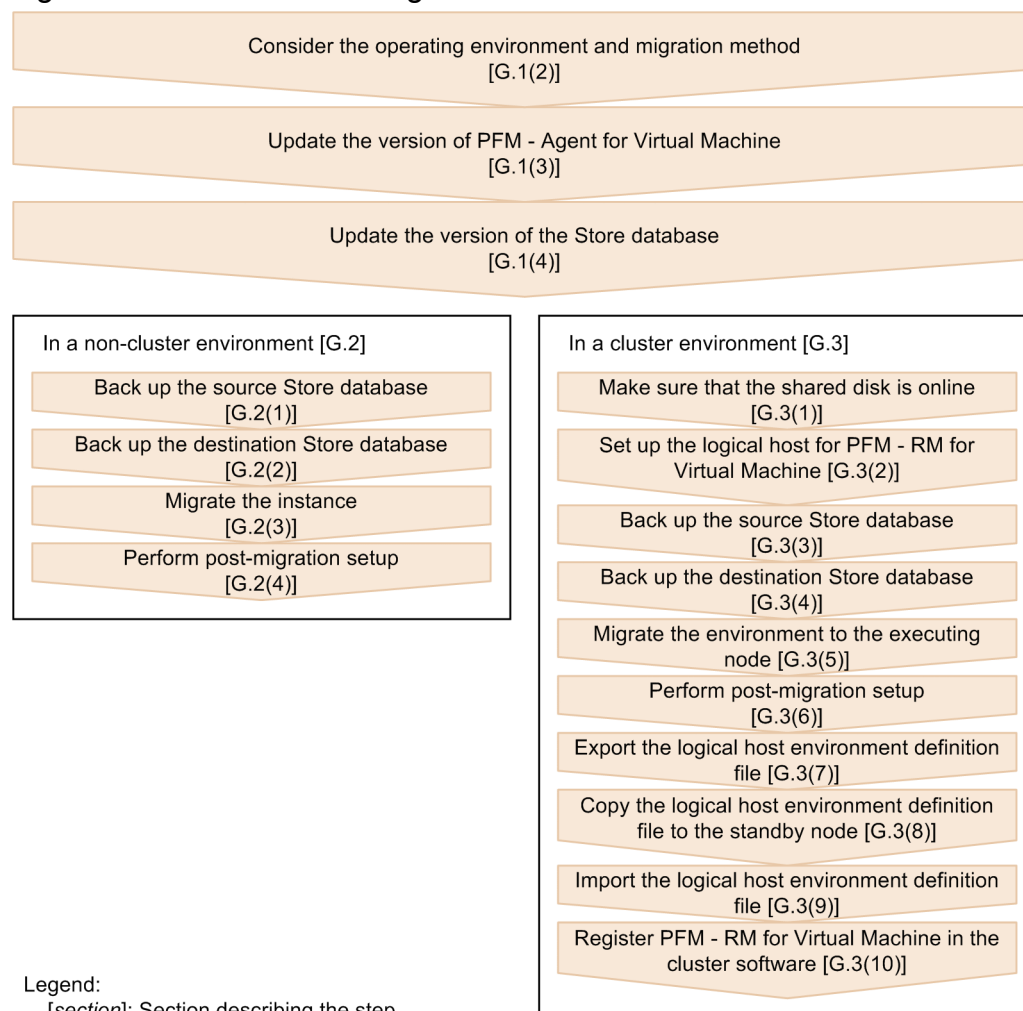 Consider the operating environment and migration method
[G.1(2)]
Update the version of PFM - Agent for Virtual Machine
[G.1(3)]
Update the version of the Store database
[G.1(4)]
In a non-cluster environment [G.2]
Back up the source Store database
[G.2(1)]
Back up the destination Store database
[G.2(2)]
Migrate the instance
[G.2(3)]
Perform post-migration setup
[G.2(4)]
In a cluster environment [G.3]
Make sure that the shared disk is online
[G.3(1)]
Set up the logical host for PFM - RM for
Virtual Machine [G.3(2)]
Back up the source Store database
[G.3(3)]
Back up the destination Store database
[G.3(4)]
Migrate the environment to the executing
node [G.3(5)]
Perform post-migration setup
[G.3(6)]
Export the logical host environment definition
file [G.3(7)]
Copy the logical host environment definition
file to the standby node [G.3(8)]
Import the logical host environment definition
file [G.3(9)]
Register PFM - RM for Virtual Machine in the
cluster software [G.3(10)]
Legend:
[section]: Section describing the step